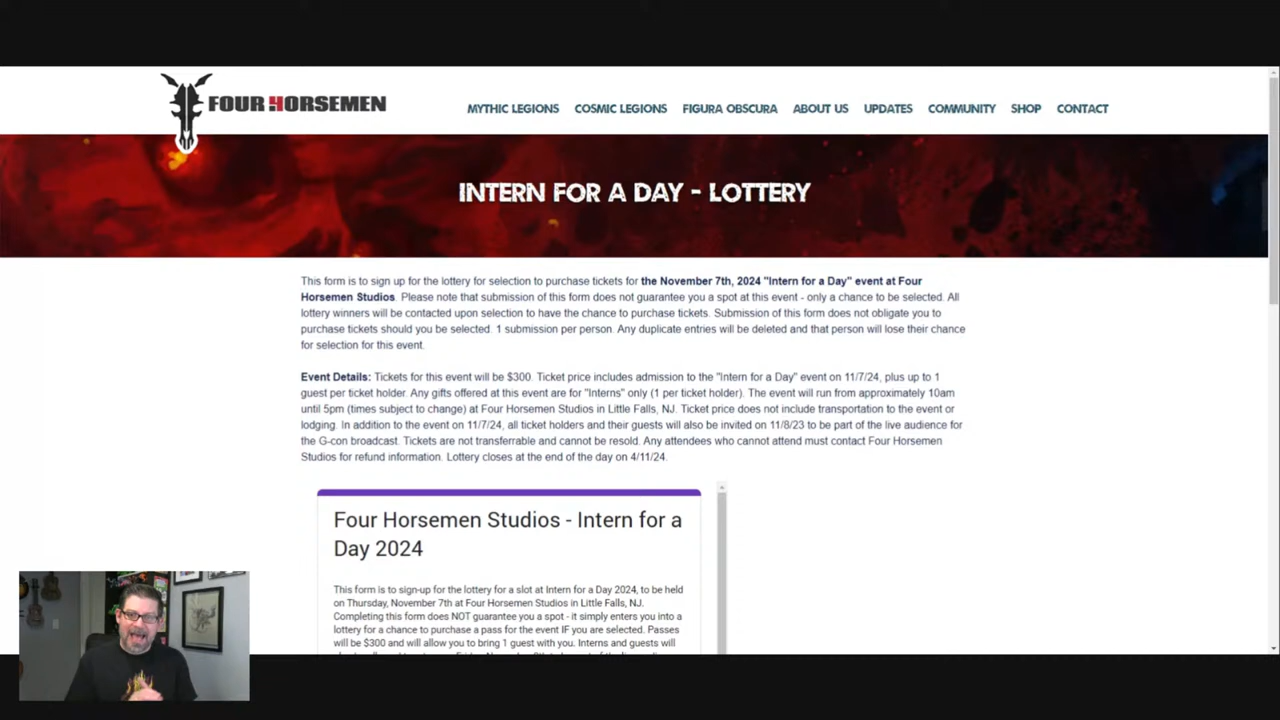 FOUR HORSEMEN
MYTHIC LEGIONS COSMIC LEGIONS FIGURA OBSCURA ABOUT US UPDATES COMMUNITY SHOP CONTACT
INTERN FOR A DAY - LOTTERY
This form is to sign up for the lottery for selection to purchase tickets for the November 7th, 2024 "Intern for a Day" event at Four
Horsemen Studios. Please note that submission of this form does not guarantee you a spot at this event - only a chance to be selected. All
lottery winners will be contacted upon selection to have the chance to purchase tickets. Submission of this form does not obligate you to
purchase tickets should you be selected. 1 submission per person. Any duplicate entries will be deleted and that person will lose their chance
for selection for this event.
Event Details: Tickets for this event will be $300. Ticket price includes admission to the "Intern for a Day" event on 11/7/24, plus up to 1
guest per ticket holder. Any gifts offered at this event are for "Interns" only (1 per ticket holder). The event will run from approximately 10am
until 5pm (times subject to change) at Four Horsemen Studios in Little Falls, NJ. Ticket price does not include transportation to the event or
lodging. In addition to the event on 11/7/24, all ticket holders and their guests will also be invited on 11/8/23 to be part of the live audience for
the G-con broadcast. Tickets are not transferrable and cannot be resold. Any attendees who cannot attend must contact Four Horsemen
Studios for refund information. Lottery closes at the end of the day on 4/11/24.
Four Horsemen Studios - Intern for a
Day 2024
This form is to sign-up for the lottery for a slot at Intern for a Day 2024, to be held
on Thursday, November 7th at Four Horsemen Studios in Little Falls, NJ.
Completing this form does NOT guarantee you a spot - it simply enters you into a
lottery for a chance to purchase a pass for the event IF you are selected. Passes
will be $300 and will allow you to bring 1 guest with you. Interns and guests will